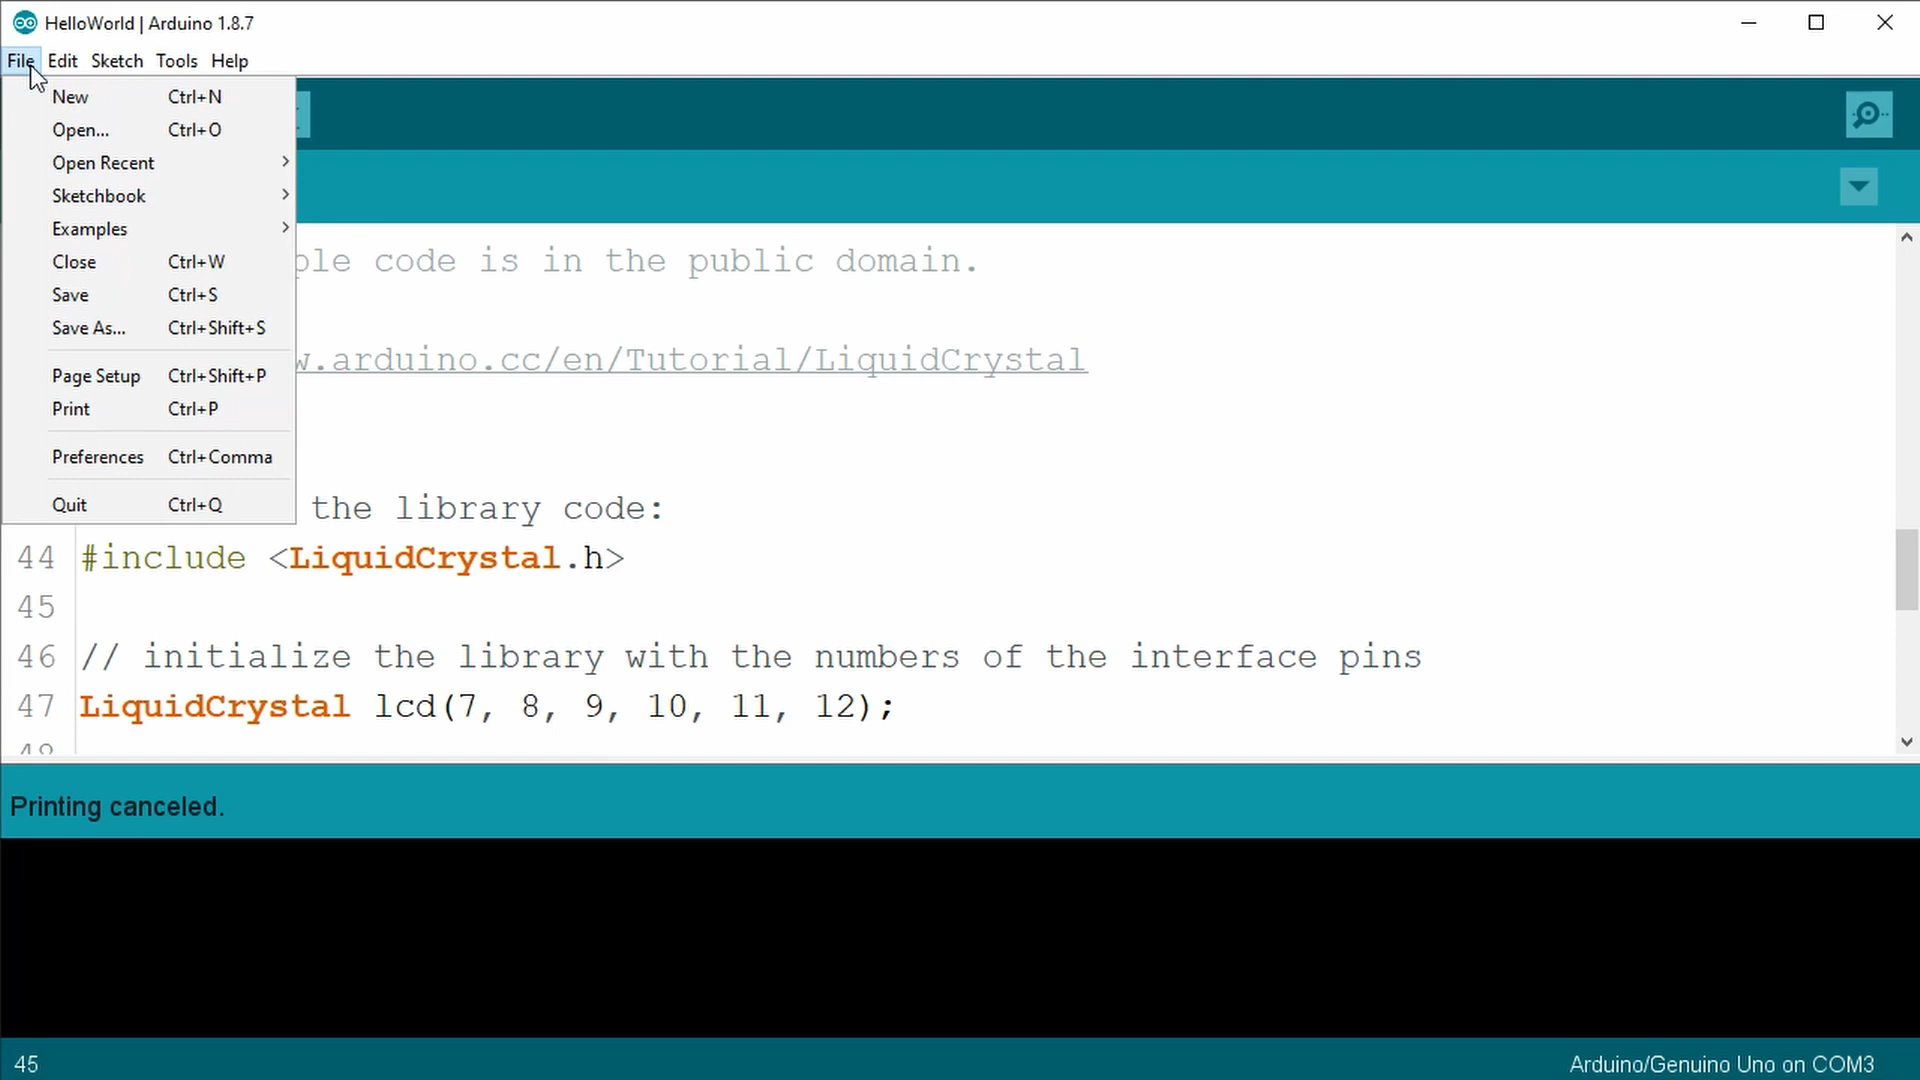 HelloWorld | Arduino 1.8.7
File Edit Sketch Tools Help
New Ctrl+N
Open... Ctrl+O
Open Recent
Sketchbook
Examples
Close Ctrl+W
Save Ctrl+S
Save As... Ctrl+Shift+S
Page Setup Ctrl+Shift+P
Print Ctrl+P
Preferences Ctrl+Comma
Quit Ctrl+Q
code is in the public domain.
.arduino.cc/en/Tutorial/LiquidCrystal
the library code:
44 #include <LiquidCrystal.h>
45
46 // initialize the library with the numbers of the interface pins
47 LiquidCrystal lcd(7, 8, 9, 10, 11, 12);
Printing canceled.
45
Arduino/Genuino Uno on COM3